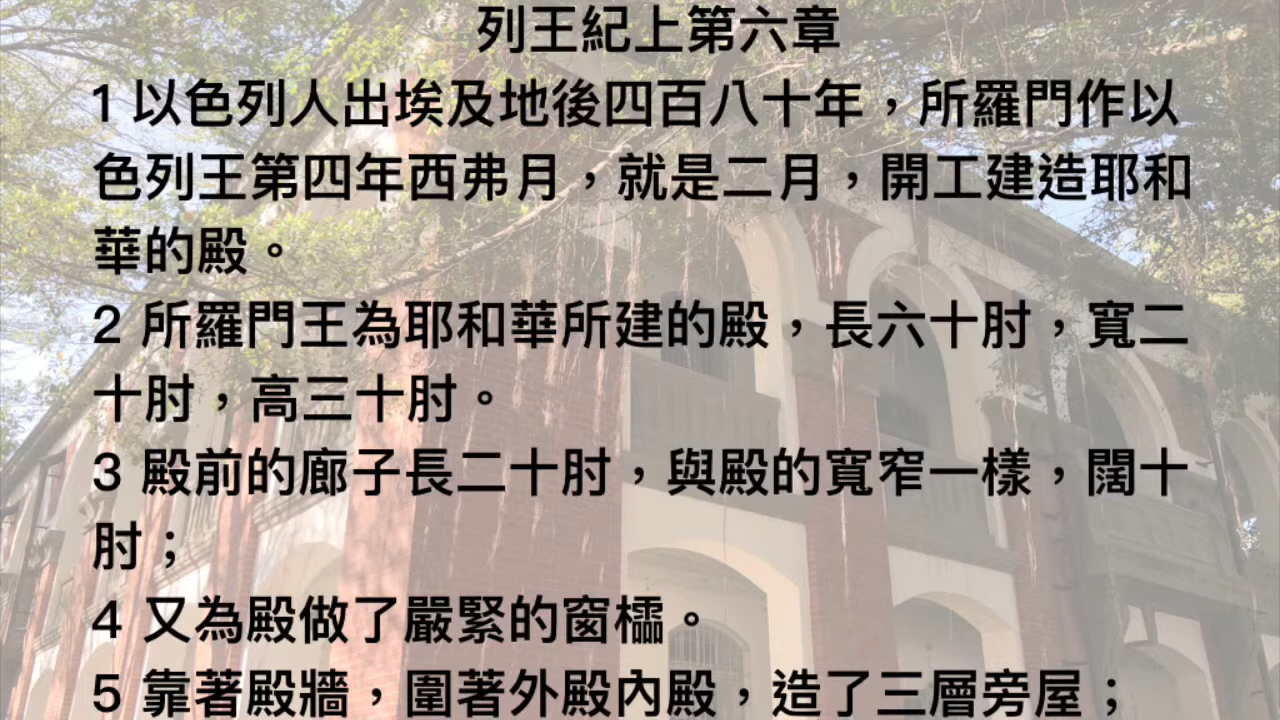 列王紀上第六章
1 以色列人出埃及地後四百八十年，所羅門作以
色列王第四年西弗月，就是二月，開工建造耶和
華的殿。
2 所羅門王為耶和華所建的殿，長六十肘，寬二
十肘，高三十肘。
3 殿前的廊子長二十肘，與殿的寬窄一樣，闊十
肘；
4 又為殿做了嚴緊的窗櫺。
5 靠著殿牆，圍著外殿內殿，造了三層旁屋；